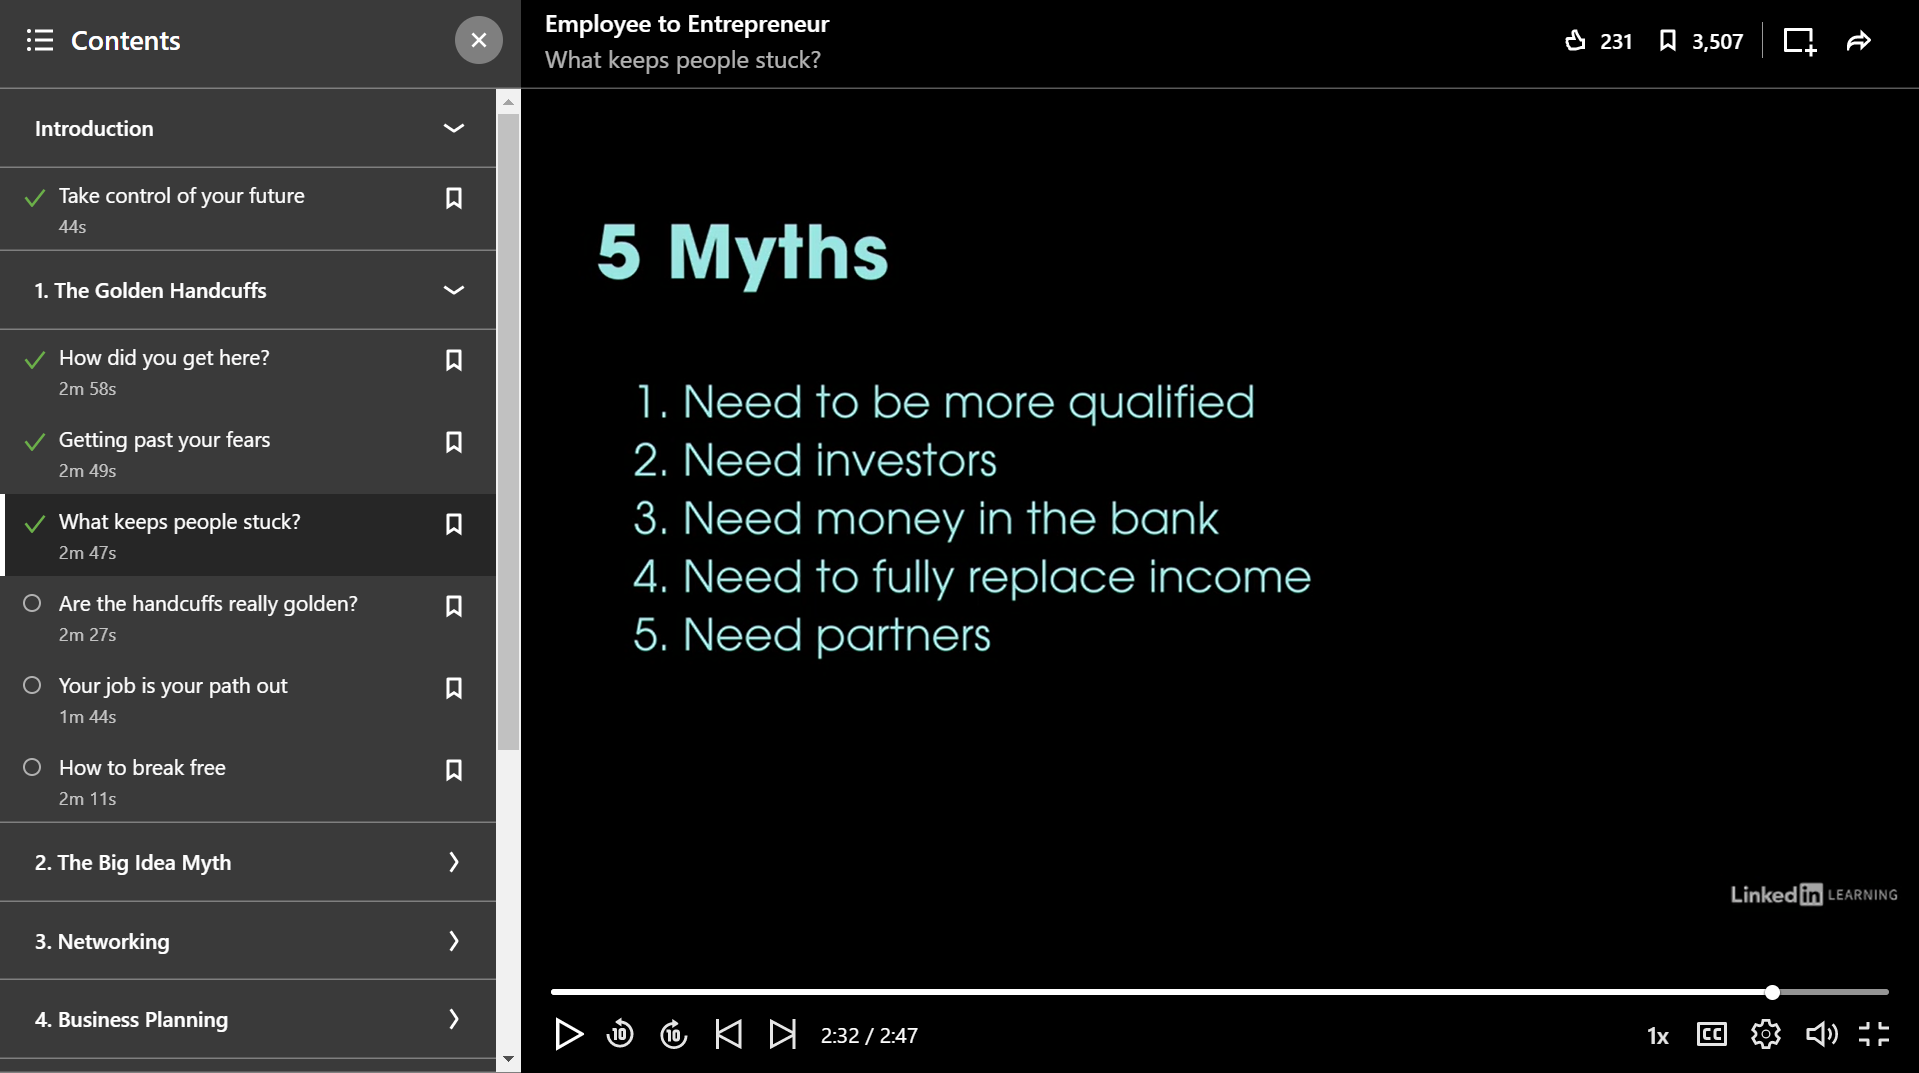 Contents
Introduction
Take control of your future
44s
1. The Golden Handcuffs
How did you get here?
2m 58s
Getting past your fears
2m 49s
What keeps people stuck?
2m 47s
Are the handcuffs really golden?
2m 27s
Your job is your path out
1m 44s
How to break free
2m 11s
2. The Big Idea Myth
3. Networking
4. Business Planning
Employee to Entrepreneur
What keeps people stuck?
231
3,507
5 Myths
1. Need to be more qualified
2. Need investors
3. Need money in the bank
4. Need to fully replace income
5. Need partners
Linked in LEARNING
10
10
2:32 / 2:47
1x
CC